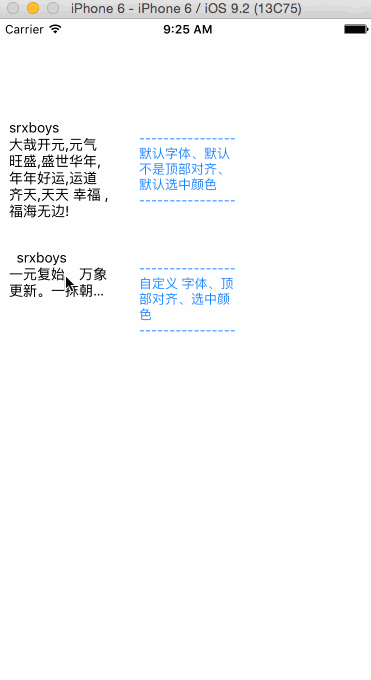 iPhone 6 - iPhone 6 / iOS 9.2 (13C75)
Carrier 9:25 AM
srxboys
大哉开元,元气
旺盛,盛世华年,
年年好运,运道
齐天,天天 幸福 ,
福海无边!
----------------
默认字体、默认
不是顶部对齐、
默认选中颜色
----------------
srxboys
一元复始、万象
更新。一 朝...
----------------
自定义 字体、顶
部对齐、选中颜
色
----------------